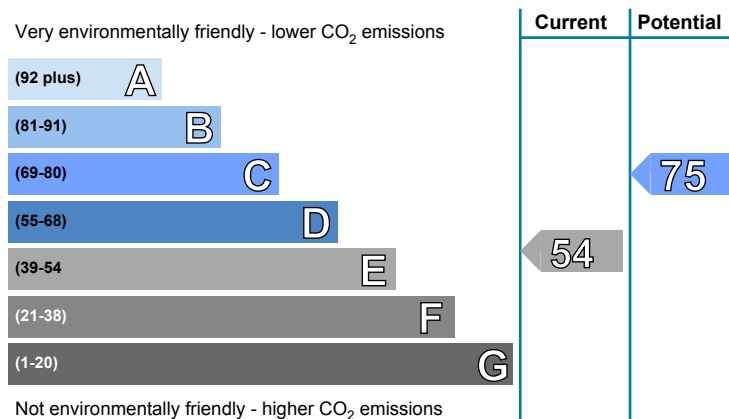 Current Potential
Very environmentally friendly - lower CO2 emissions
(92 plus) A
(81-91) B
(69-80) C
75
(55-68) D
54
(39-54 E
(21-38) F
(1-20) G
Not environmentally friendly - higher CO2 emissions